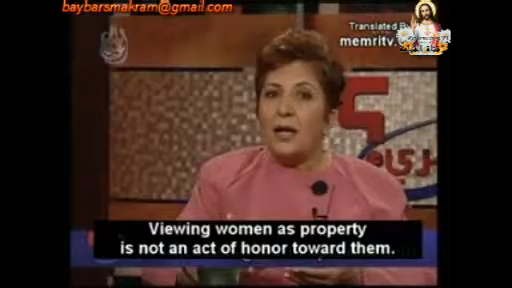 baybarsmakram@gmail.com
Translated By
memritv.
Viewing women as property
is not an act of honor toward them.